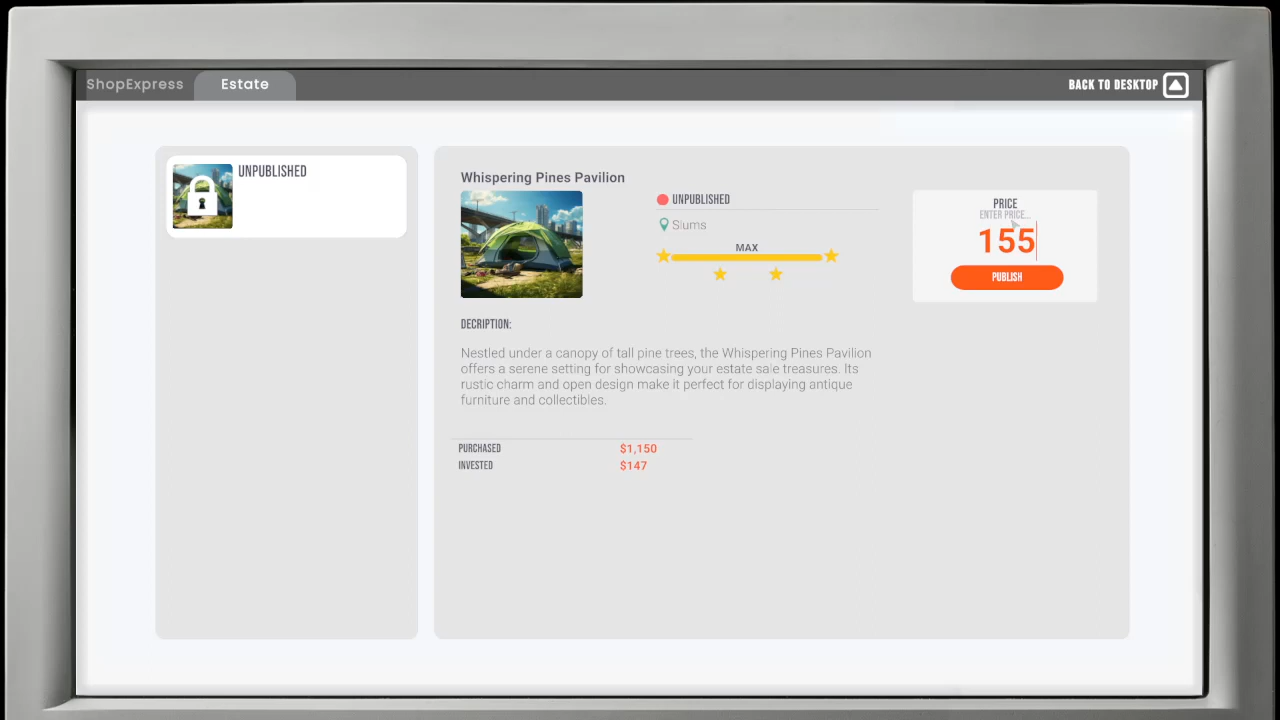 ShopExpress
Estate
BACK TO DESKTOP
UNPUBLISHED
Whispering Pines Pavilion
UNPUBLISHED
Slums
MAX
PRICE
ENTER PRICE...
155
PUBLISH
DECRIPTION:
Nestled under a canopy of tall pine trees, the Whispering Pines Pavilion
offers a serene setting for showcasing your estate sale treasures. Its
rustic charm and open design make it perfect for displaying antique
furniture and collectibles.
PURCHASED $1,150
INVESTED $147